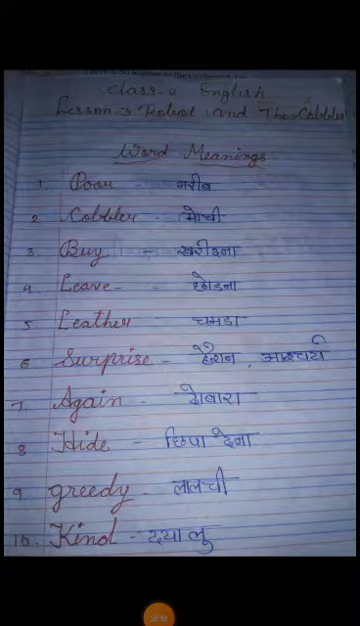 Class-2 English
Lesson-3 Robot and The Cobbler
Word Meanings
1. Poor - गरीब
2 Cobbler - मोची
3. Buy - खरीदना
4 Leave - छोडना
5 Leather - चमडा
6 Surprise - हैरान, आश्चर्य
7. Again - दोबारा
8 Hide - छिपा देना
9 greedy - लालची
10. Kind - दयालु